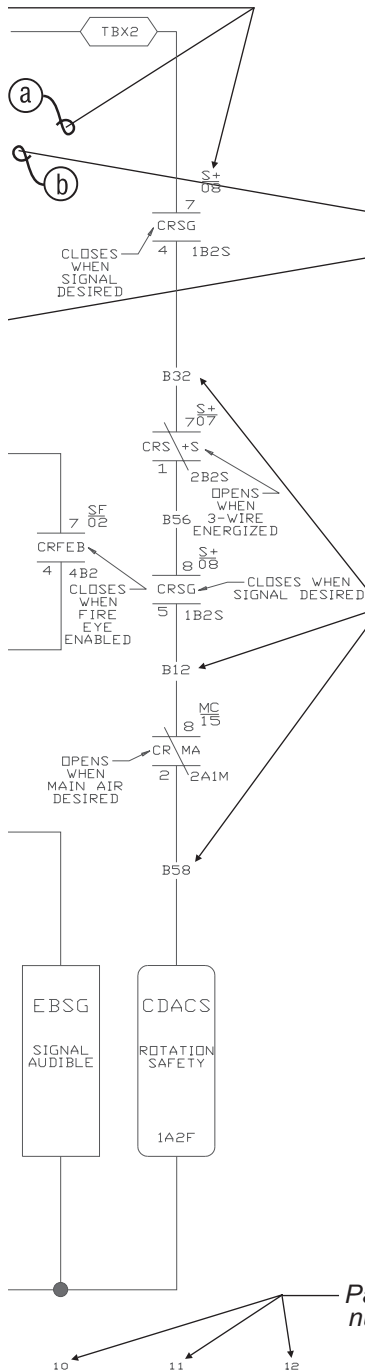 TBX2
a
b
S+
08
7
CRSG
4 1B2S
CLOSES
WHEN
SIGNAL
DESIRED
B32
S+
07
7
CRS +S
1
2B2S
OPENS
WHEN
3-WIRE
ENERGIZED
B56
SF
02
7
CRFEB
4
4B2
CLOSES
WHEN
FIRE
EYE
ENABLED
S+
08
8
CRSG
5 1B2S
CLOSES WHEN
SIGNAL DESIRED
B12
MC
15
8
CR MA
2 2A1M
OPENS
WHEN
MAIN AIR
DESIRED
B58
EBSG
SIGNAL
AUDIBLE
CDACS
ROTATION
SAFETY
1A2F
10 11 12